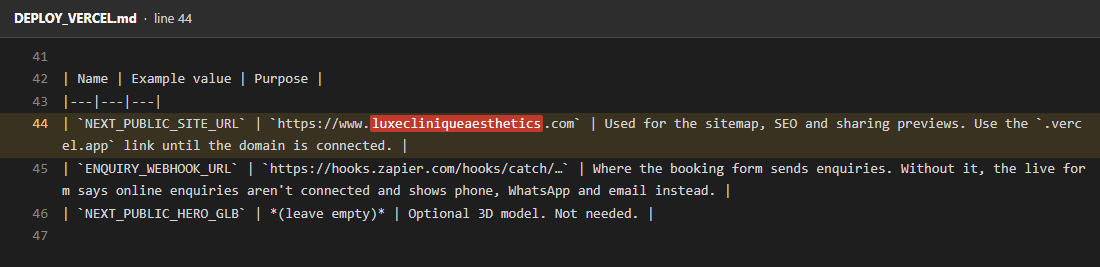 DEPLOY_VERCEL.md · line 44
41
42 | Name | Example value | Purpose |
43 |---|---|---|
44 | `NEXT_PUBLIC_SITE_URL` | `https://www.luxecliniqueaesthetics.com` | Used for the sitemap, SEO and sharing previews. Use the `.verc
el.app` link until the domain is connected. |
45 | `ENQUIRY_WEBHOOK_URL` | `https://hooks.zapier.com/hooks/catch/…` | Where the booking form sends enquiries. Without it, the live for
m says online enquiries aren't connected and shows phone, WhatsApp and email instead. |
46 | `NEXT_PUBLIC_HERO_GLB` | *(leave empty)* | Optional 3D model. Not needed. |
47